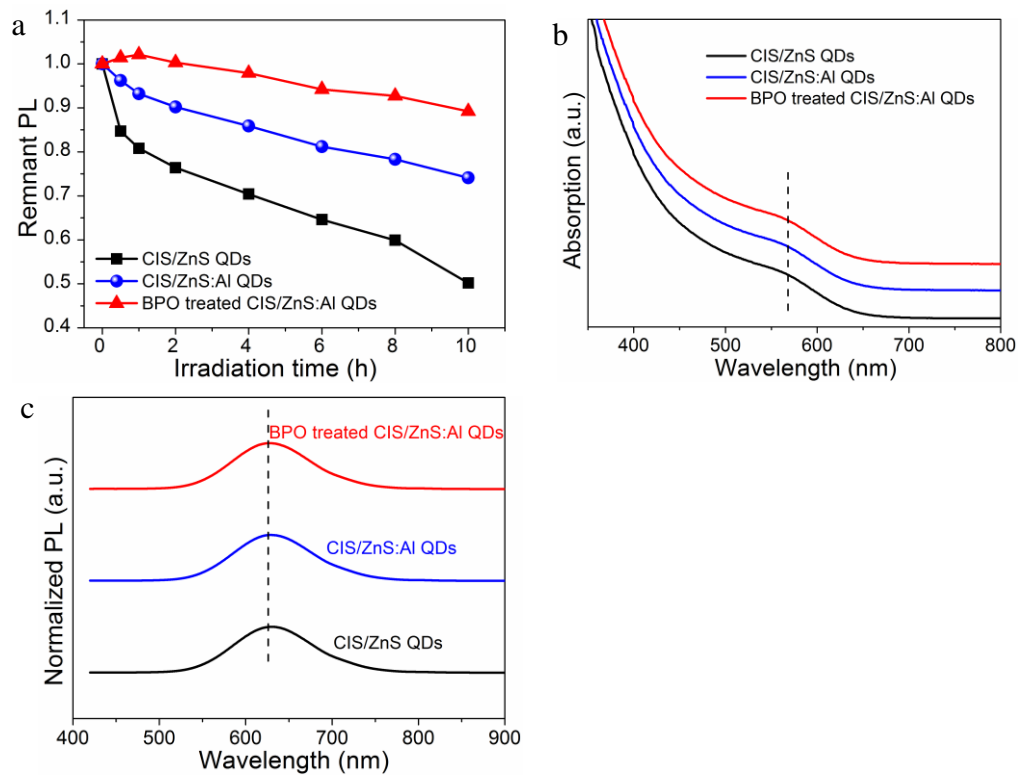 a
1.1
1.0
0.9
0.8
0.7
0.6
0.5
0.4
Remnant PL
CIS/ZnS QDs
CIS/ZnS:Al QDs
BPO treated CIS/ZnS:Al QDs
0 2 4 6 8 10
Irradiation time (h)
b
Absorption (a.u.)
CIS/ZnS QDs
CIS/ZnS:Al QDs
BPO treated CIS/ZnS:Al QDs
400 500 600 700 800
Wavelength (nm)
c
Normalized PL (a.u.)
BPO treated CIS/ZnS:Al QDs
CIS/ZnS:Al QDs
CIS/ZnS QDs
400 500 600 700 800 900
Wavelength (nm)